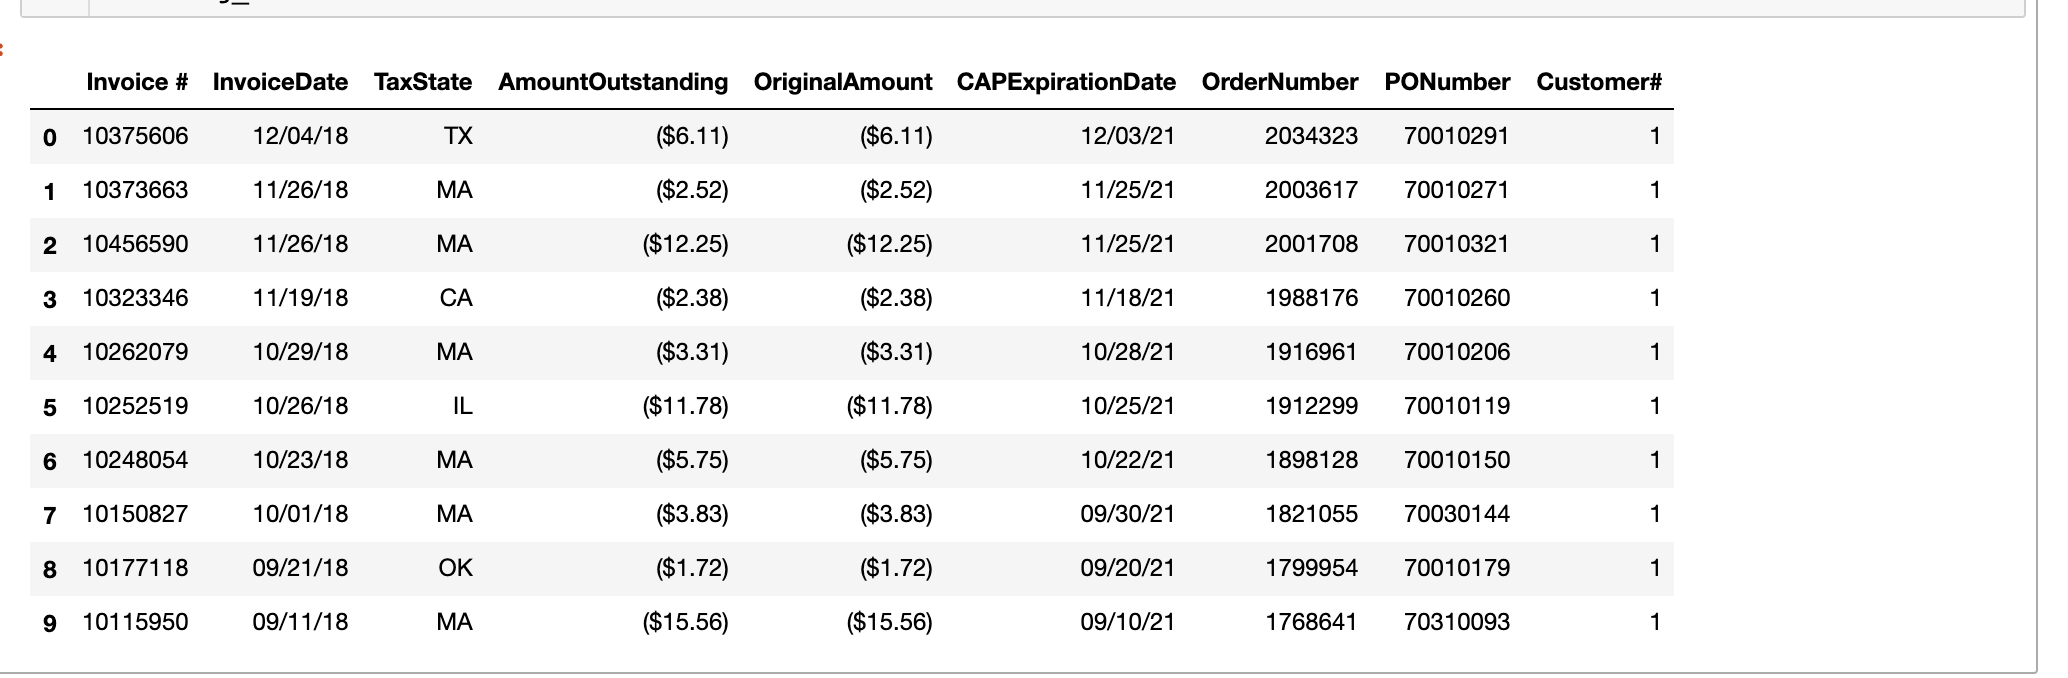 Invoice # InvoiceDate TaxState AmountOutstanding OriginalAmount CAPExpirationDate OrderNumber PONumber Customer#
0 10375606 12/04/18 TX ($6.11) ($6.11) 12/03/21 2034323 70010291 1
1 10373663 11/26/18 MA ($2.52) ($2.52) 11/25/21 2003617 70010271 1
2 10456590 11/26/18 MA ($12.25) ($12.25) 11/25/21 2001708 70010321 1
3 10323346 11/19/18 CA ($2.38) ($2.38) 11/18/21 1988176 70010260 1
4 10262079 10/29/18 MA ($3.31) ($3.31) 10/28/21 1916961 70010206 1
5 10252519 10/26/18 IL ($11.78) ($11.78) 10/25/21 1912299 70010119 1
6 10248054 10/23/18 MA ($5.75) ($5.75) 10/22/21 1898128 70010150 1
7 10150827 10/01/18 MA ($3.83) ($3.83) 09/30/21 1821055 70030144 1
8 10177118 09/21/18 OK ($1.72) ($1.72) 09/20/21 1799954 70010179 1
9 10115950 09/11/18 MA ($15.56) ($15.56) 09/10/21 1768641 70310093 1